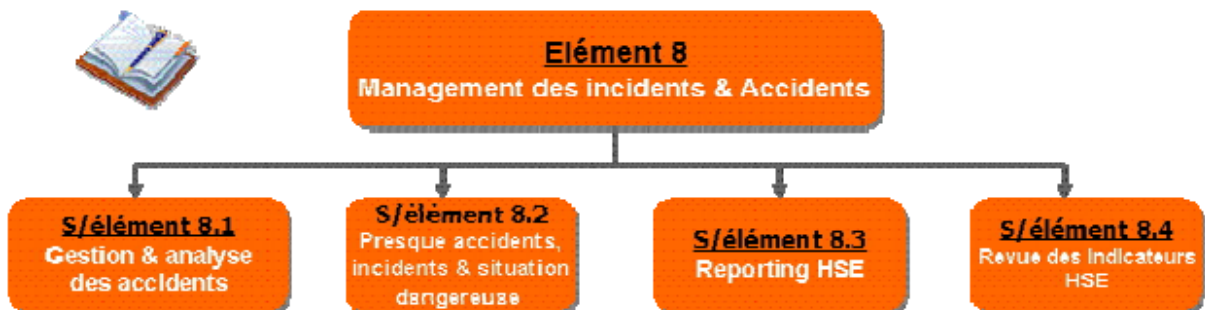 Elément 8
Management des incidents & Accidents
S/élément 8.1
Gestion & analyse
des accidents
S/élément 8.2
Presque accidents,
incidents & situation
dangereuse
S/élément 8.3
Reporting HSE
S/élément 8.4
Revue des Indicateurs
HSE